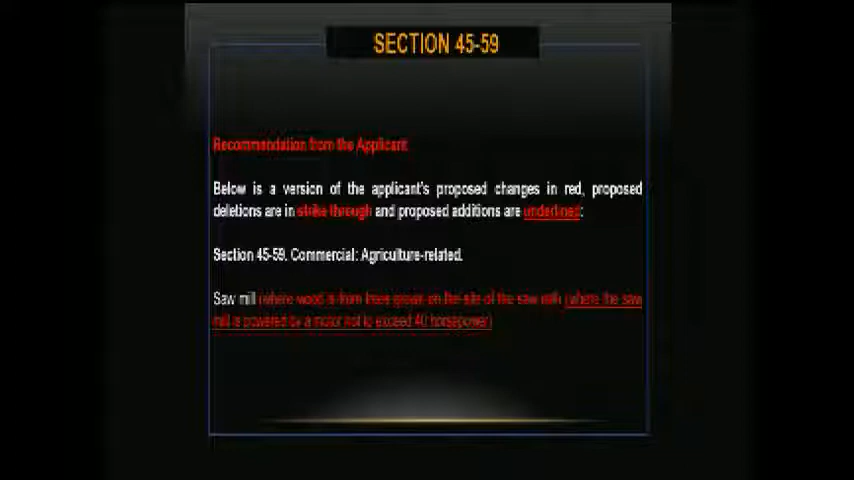 SECTION 45-59
Recommendation from the Applicant
Below is a version of the applicant's proposed changes in red, proposed
deletions are in strike through and proposed additions are underlined:
Section 45-59. Commercial: Agriculture-related.
Saw mill (where wood is from trees grown on the site of the saw mill) (where the saw
mill is powered by a motor not to exceed 40 horsepower)